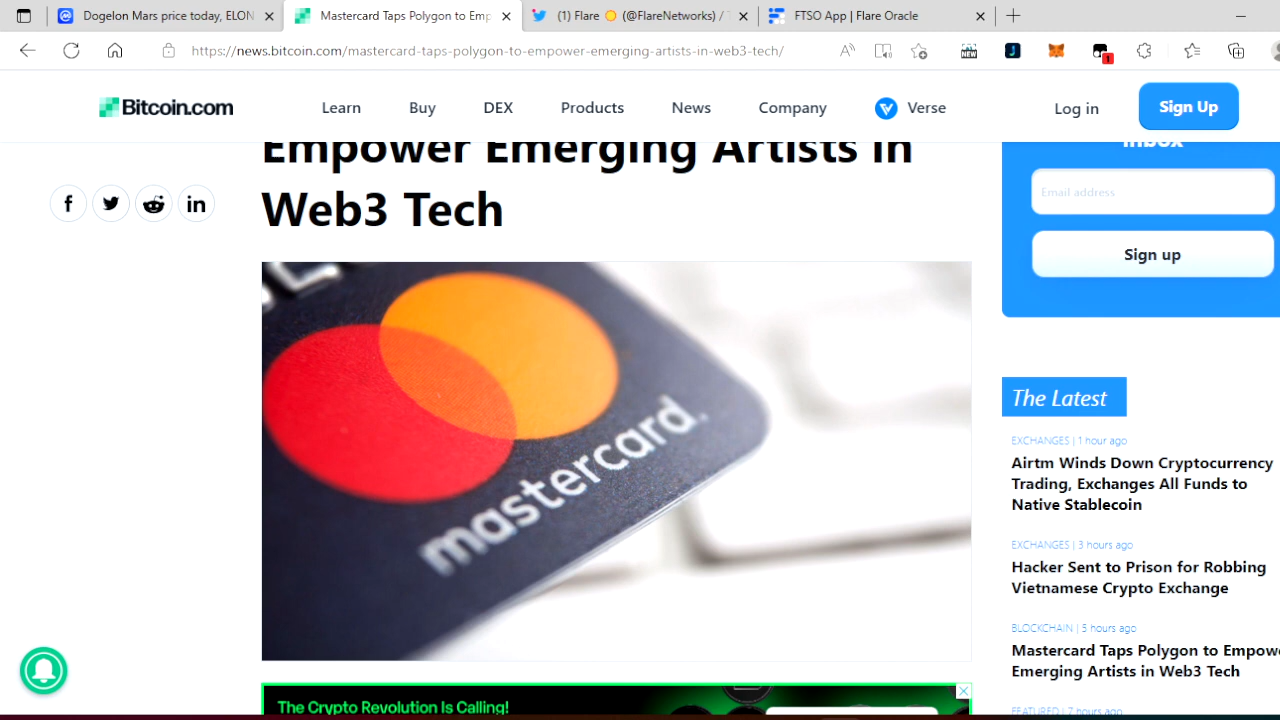 Dogelon Mars price today, ELON
Mastercard Taps Polygon to Emp
(1) Flare (@FlareNetworks) / T
FTSO App | Flare Oracle
https://news.bitcoin.com/mastercard-taps-polygon-to-empower-emerging-artists-in-web3-tech/
NEW
1
Bitcoin.com
Learn
Buy
DEX
Products
News
Company
Verse
Log in
Sign Up
Empower Emerging Artists in
Web3 Tech
inbox
Email address
Sign up
mastercard.
The Latest
EXCHANGES | 1 hour ago
Airtm Winds Down Cryptocurrency
Trading, Exchanges All Funds to
Native Stablecoin
EXCHANGES | 3 hours ago
Hacker Sent to Prison for Robbing
Vietnamese Crypto Exchange
BLOCKCHAIN | 5 hours ago
Mastercard Taps Polygon to Empowe
Emerging Artists in Web3 Tech
FEATURED | 7 hours ago
The Crypto Revolution Is Calling!